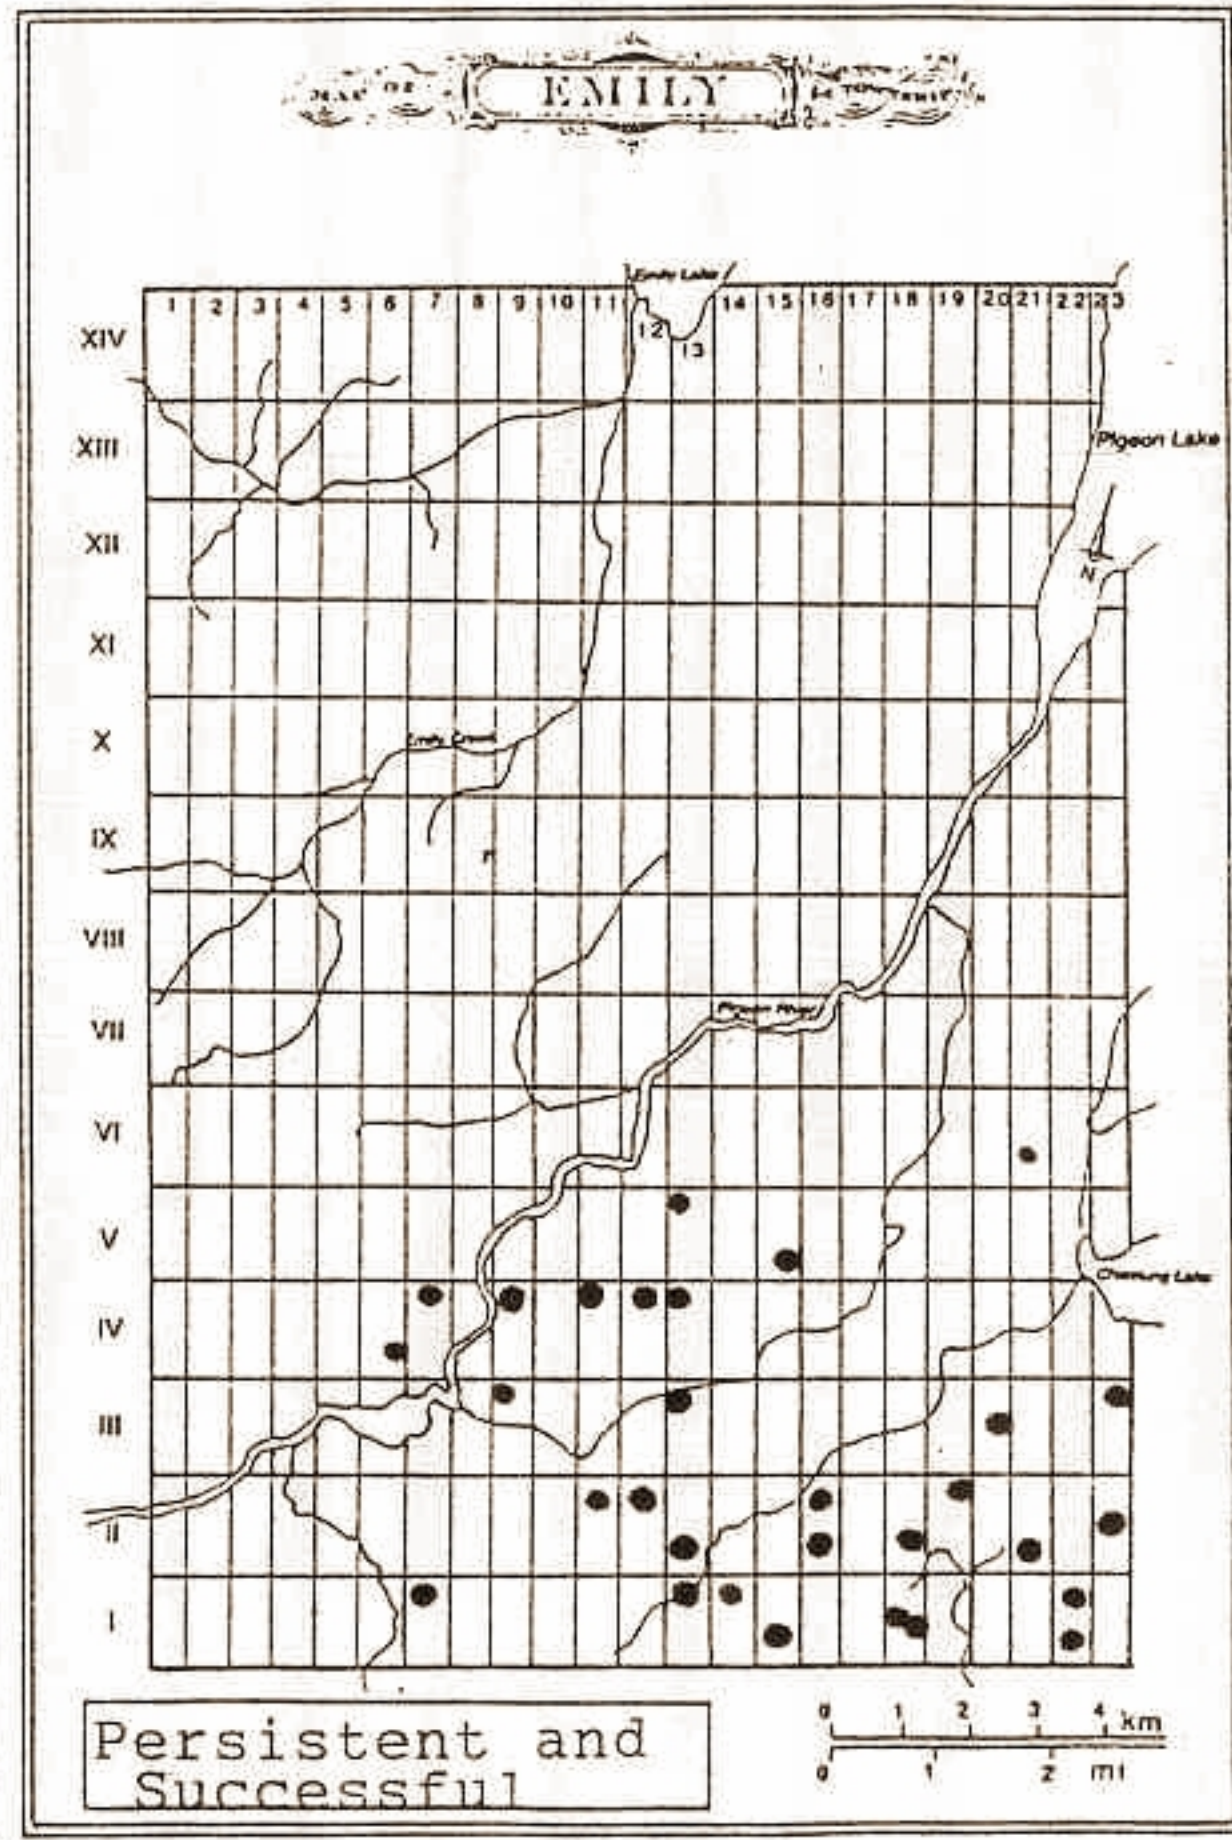 EMILY
Emily Lake
1 2 3 4 5 6 7 8 9 10 11 14 15 16 17 18 19 20 21 22 23
12
13
XIV
XIII
Pigeon Lake
XII
N
XI
X
Emily Creek
IX
VIII
VII
Pigeon River
VI
V
Chemung Lake
IV
III
II
I
Persistent and
Successful
0 1 2 3 4 km
0 1 2 mi